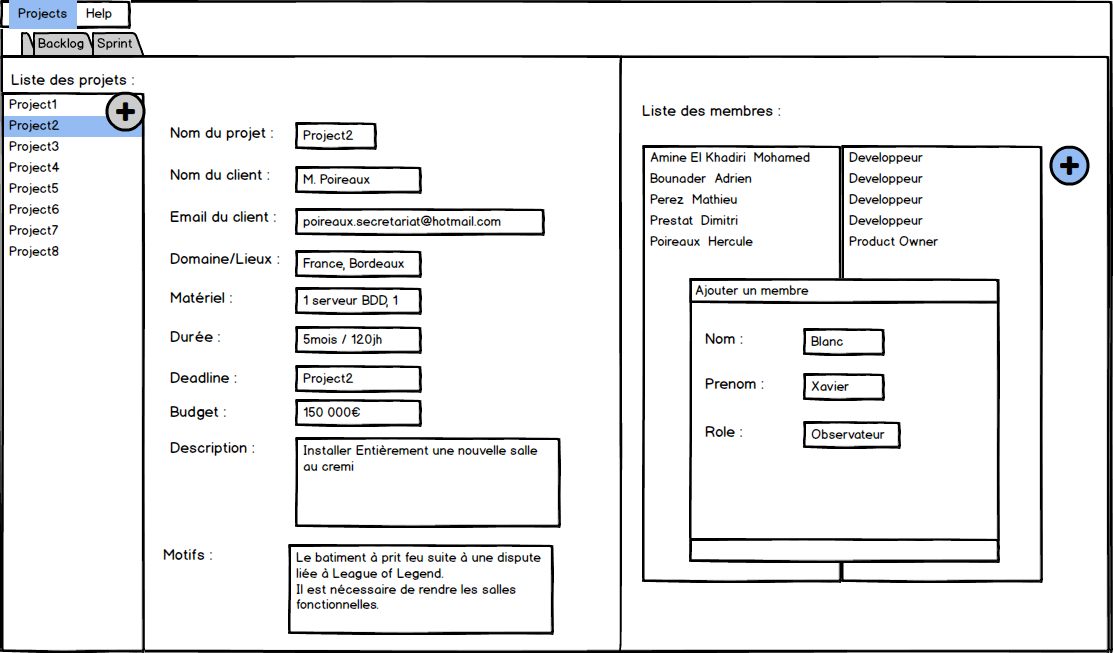 Projects Help
Backlog Sprint
Liste des projets :
Project1
Project2
Project3
Project4
Project5
Project6
Project7
Project8
Nom du projet : Project2
Nom du client : M. Poireaux
Email du client : poireaux.secretariat@hotmail.com
Domaine/Lieux : France, Bordeaux
Matériel : 1 serveur BDD, 1
Durée : 5mois / 120jh
Deadline : Project2
Budget : 150 000€
Description : Installer Entièrement une nouvelle salle
au cremi
Motifs : Le batiment à prit feu suite à une dispute
liée à League of Legend.
Il est nécessaire de rendre les salles
fonctionnelles.
Liste des membres :
Amine El Khadiri Mohamed Developpeur
Bounader Adrien Developpeur
Perez Mathieu Developpeur
Prestat Dimitri Developpeur
Poireaux Hercule Product Owner
Ajouter un membre
Nom : Blanc
Prenom : Xavier
Role : Observateur